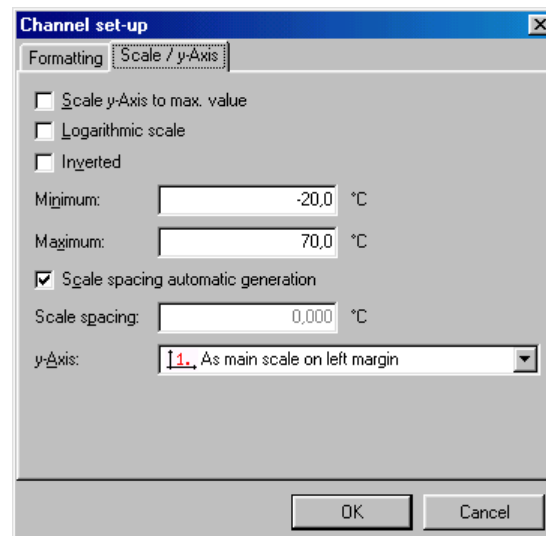 Channel set-up
Formatting Scale / y-Axis
Scale y-Axis to max. value
Logarithmic scale
Inverted
Minimum: -20,0 °C
Maximum: 70,0 °C
Scale spacing automatic generation
Scale spacing: 0,000 °C
y-Axis: 1. As main scale on left margin
OK Cancel